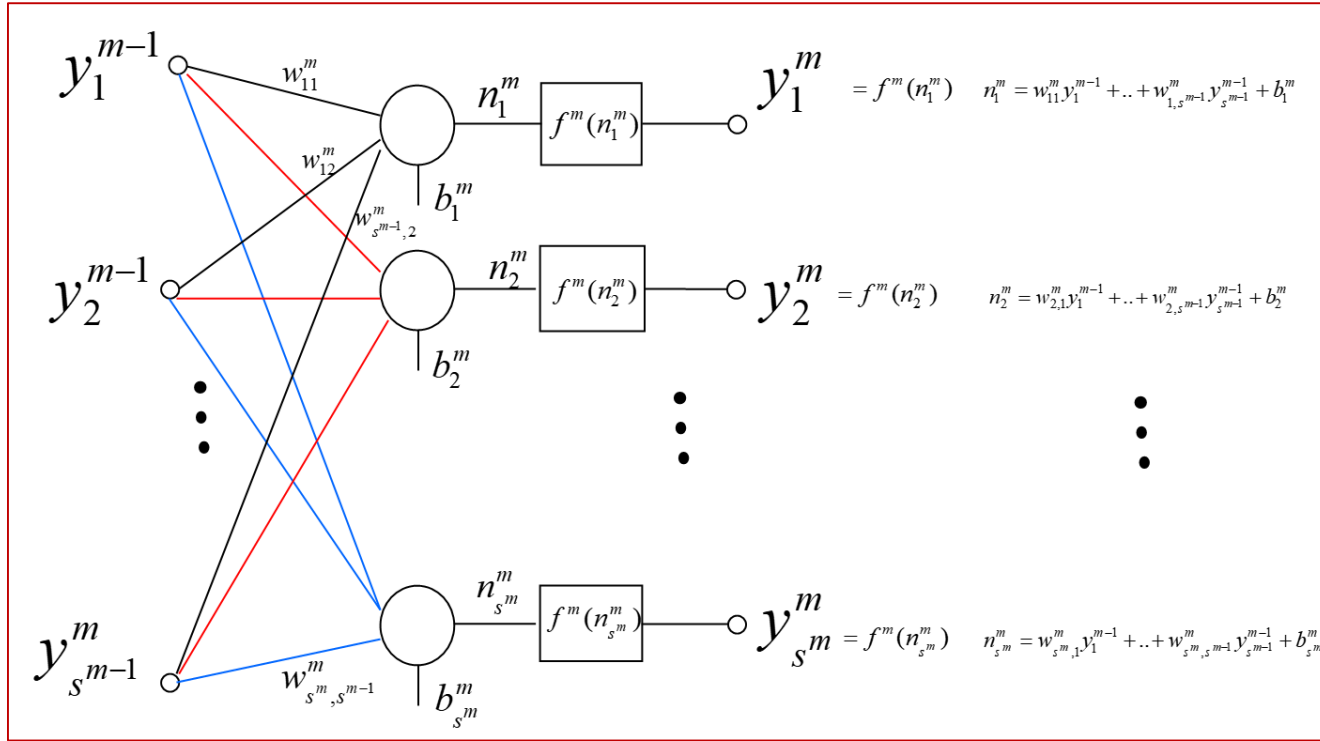 y_1^{m-1} w_{11}^m n_1^m f^m(n_1^m) y_1^m = f^m(n_1^m) n_1^m = w_{11}^m y_1^{m-1} + .. + w_{1,s^{m-1}}^m y_{s^{m-1}}^{m-1} + b_1^m
w_{12}^m b_1^m
w_{s^{m-1},2}^m
y_2^{m-1} n_2^m f^m(n_2^m) y_2^m = f^m(n_2^m) n_2^m = w_{2,1}^m y_1^{m-1} + .. + w_{2,s^{m-1}}^m y_{s^{m-1}}^{m-1} + b_2^m
b_2^m
y_{s^{m-1}}^m n_{s^m}^m f^m(n_{s^m}^m) y_{s^m}^m = f^m(n_{s^m}^m) n_{s^m}^m = w_{s^m,1}^m y_1^{m-1} + .. + w_{s^m,s^{m-1}}^m y_{s^{m-1}}^{m-1} + b_{s^m}^m
w_{s^m,s^{m-1}}^m b_{s^m}^m